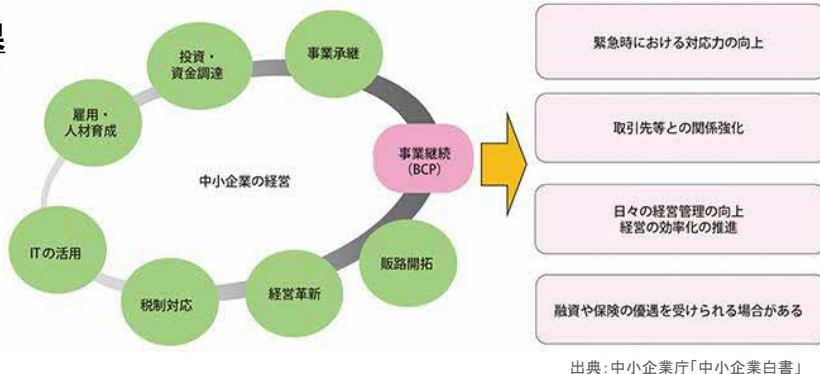 投資・
資金調達
事業承継
雇用・
人材育成
事業継続
(BCP)
中小企業の経営
ITの活用
販路開拓
税制対応
経営革新
緊急時における対応力の向上
取引先等との関係強化
日々の経営管理の向上
経営の効率化の推進
融資や保険の優遇を受けられる場合がある
出典：中小企業庁「中小企業白書」